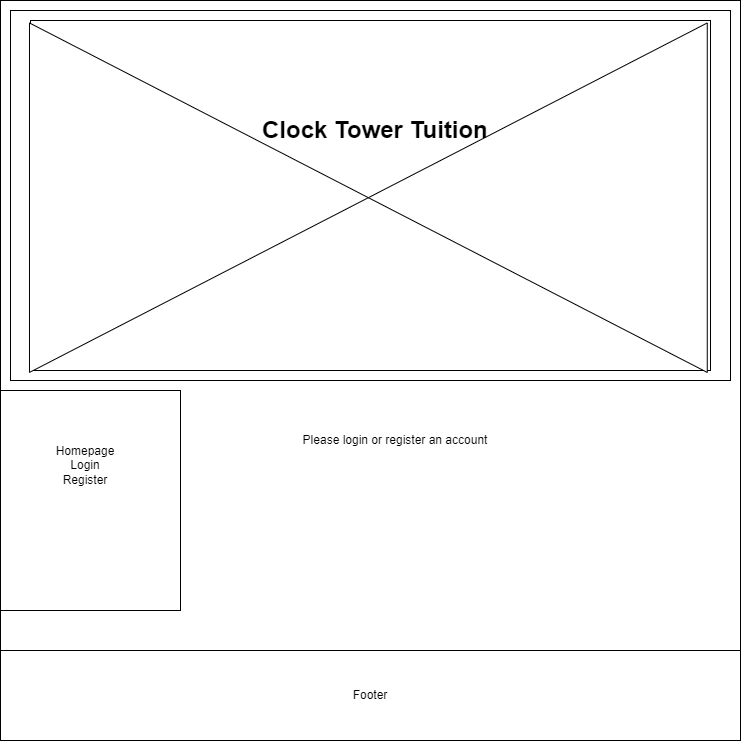 Clock Tower Tuition
Homepage
Login
Register
Please login or register an account
Footer